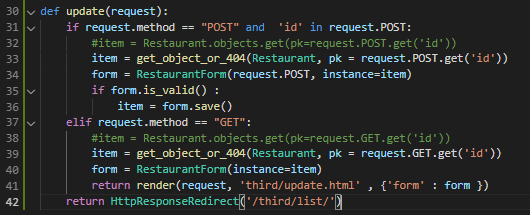 30 def update(request):
31     if request.method == "POST" and  'id' in request.POST:
32         #item = Restaurant.objects.get(pk=request.POST.get('id'))
33         item = get_object_or_404(Restaurant, pk = request.POST.get('id'))
34         form = RestaurantForm(request.POST, instance=item)
35         if form.is_valid() :
36             item = form.save()
37     elif request.method == "GET":
38         #item = Restaurant.objects.get(pk=request.GET.get('id'))
39         item = get_object_or_404(Restaurant, pk = request.GET.get('id'))
40         form = RestaurantForm(instance=item)
41         return render(request, 'third/update.html' , {'form' : form })
42     return HttpResponseRedirect('/third/list/')